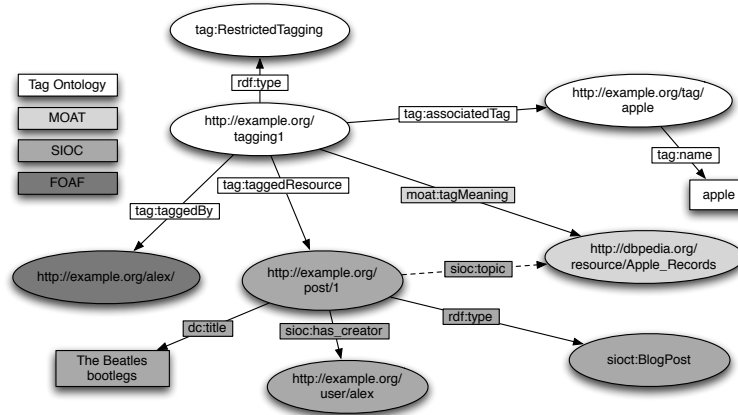 tag:RestrictedTagging
rdf:type
Tag Ontology
MOAT
SIOC
FOAF
http://example.org/
tagging1
tag:associatedTag
http://example.org/tag/
apple
tag:name
apple
tag:taggedBy
tag:taggedResource
moat:tagMeaning
http://example.org/alex/
http://example.org/
post/1
sioc:topic
http://dbpedia.org/
resource/Apple_Records
dc:title
sioc:has_creator
rdf:type
The Beatles
bootlegs
http://example.org/
user/alex
sioct:BlogPost